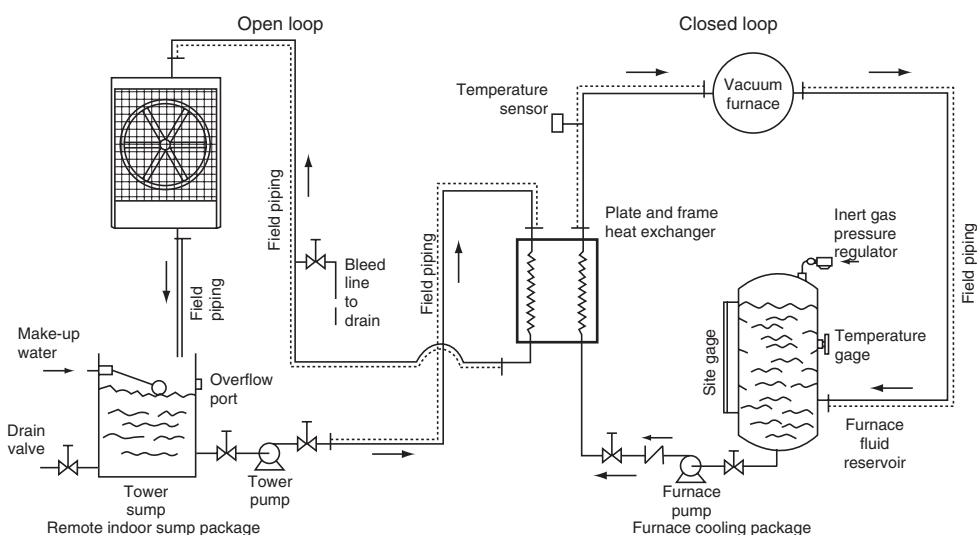 Open loop
Closed loop
Temperature
sensor
Vacuum
furnace
Field piping
Field piping
Plate and frame
heat exchanger
Inert gas
pressure
regulator
Field piping
Bleed
line
to
drain
Field
piping
Make-up
water
Overflow
port
Site gage
Temperature
gage
Drain
valve
Furnace
fluid
reservoir
Tower
pump
Tower
sump
Remote indoor sump package
Furnace
pump
Furnace cooling package